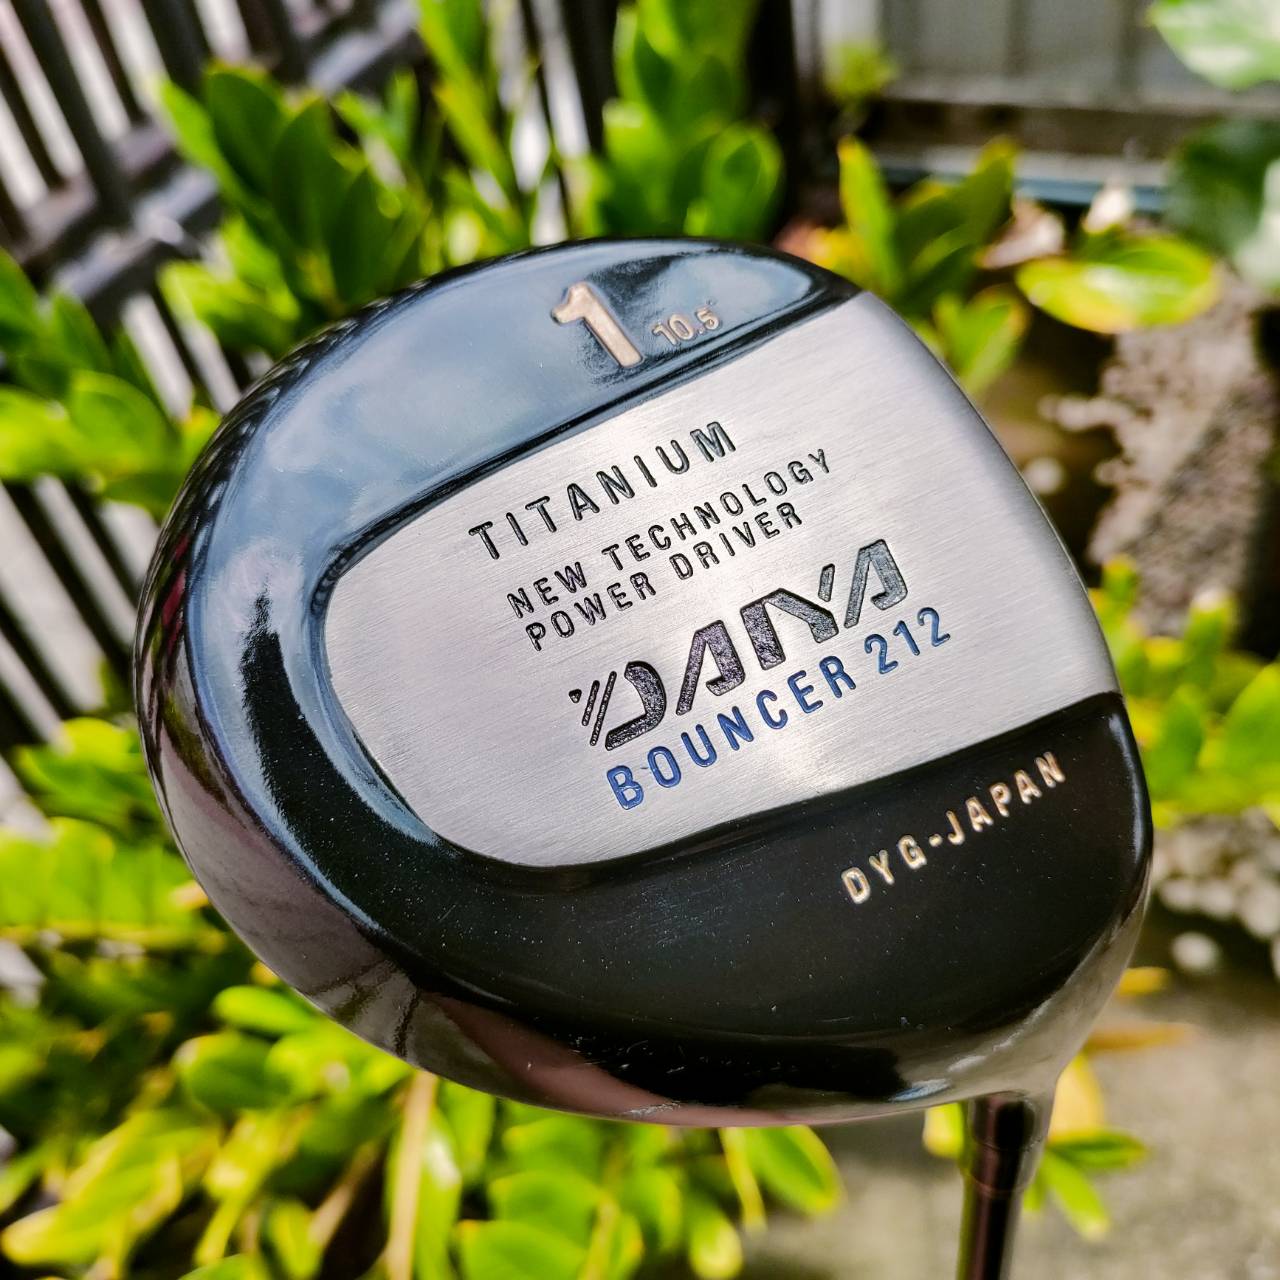 1 10.5°
TITANIUM
NEW TECHNOLOGY
POWER DRIVER
DAIYA
BOUNCER 212
DYG-JAPAN